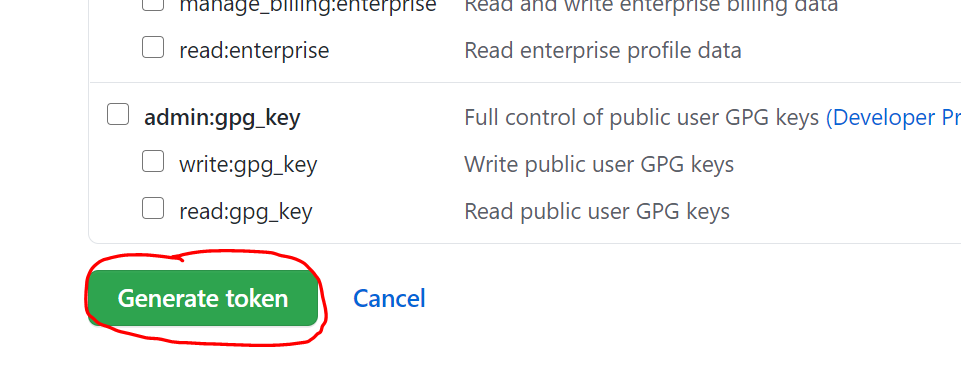 manage_billing:enterprise Read and write enterprise billing data
read:enterprise Read enterprise profile data
admin:gpg_key Full control of public user GPG keys (Developer Pr
write:gpg_key Write public user GPG keys
read:gpg_key Read public user GPG keys
Generate token Cancel